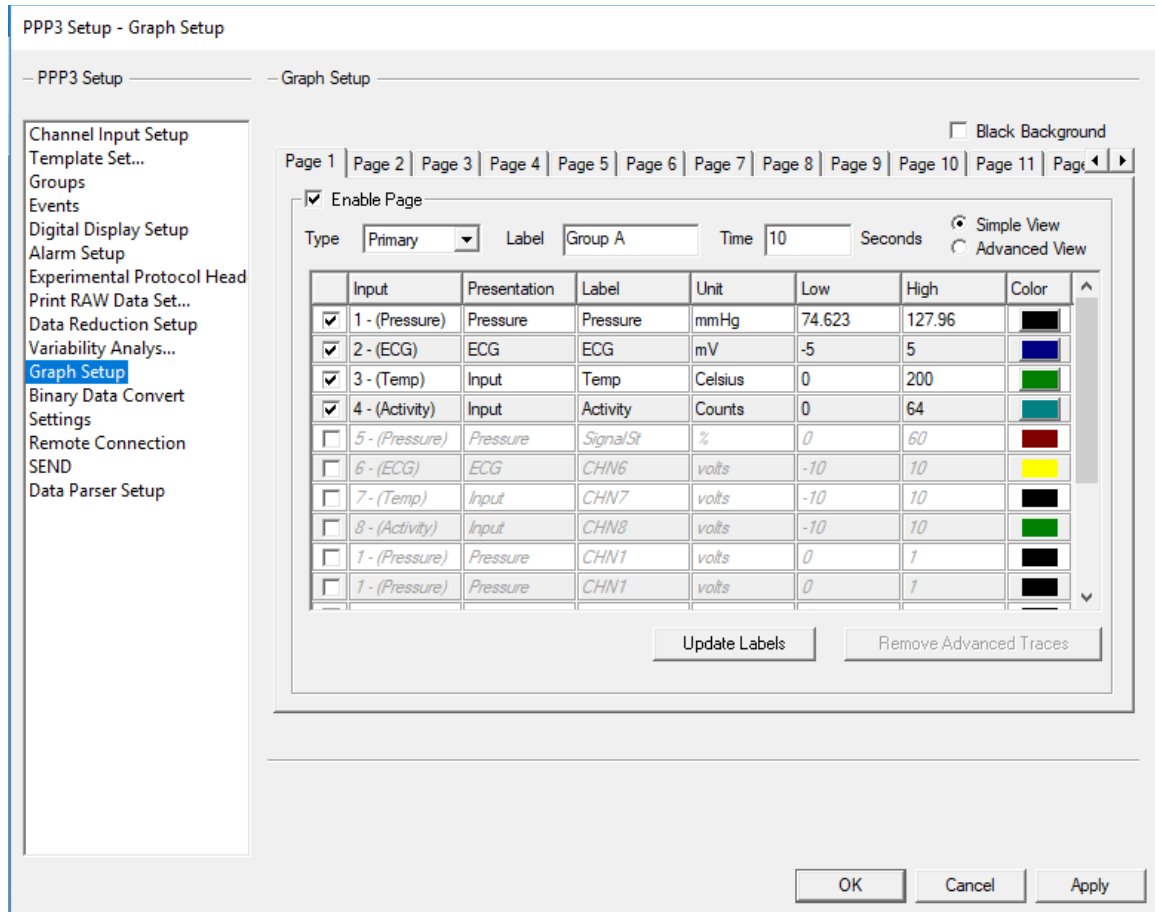 PPP3 Setup - Graph Setup
PPP3 Setup
Graph Setup
Channel Input Setup
Template Set...
Groups
Events
Digital Display Setup
Alarm Setup
Experimental Protocol Head
Print RAW Data Set...
Data Reduction Setup
Variability Analys...
Graph Setup
Binary Data Convert
Settings
Remote Connection
SEND
Data Parser Setup
Black Background
Page 1 Page 2 Page 3 Page 4 Page 5 Page 6 Page 7 Page 8 Page 9 Page 10 Page 11 Page
Enable Page
Type Primary Label Group A Time 10 Seconds
Simple View
Advanced View
Input Presentation Label Unit Low High Color
1 - (Pressure) Pressure Pressure mmHg 74.623 127.96
2 - (ECG) ECG ECG mV -5 5
3 - (Temp) Input Temp Celsius 0 200
4 - (Activity) Input Activity Counts 0 64
5 - (Pressure) Pressure SignalSt % 0 60
6 - (ECG) ECG CHN6 volts -10 10
7 - (Temp) Input CHN7 volts -10 10
8 - (Activity) Input CHN8 volts -10 10
1 - (Pressure) Pressure CHN1 volts 0 1
1 - (Pressure) Pressure CHN1 volts 0 1
Update Labels Remove Advanced Traces
OK Cancel Apply